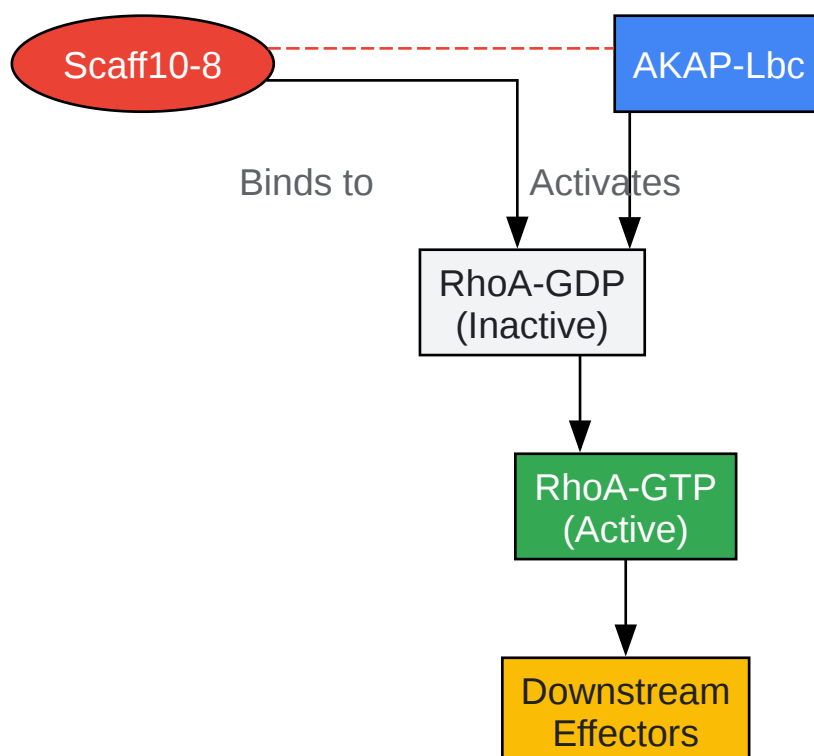 Scaff10-8
AKAP-Lbc
Binds to
Activates
RhoA-GDP
(Inactive)
RhoA-GTP
(Active)
Downstream
Effectors